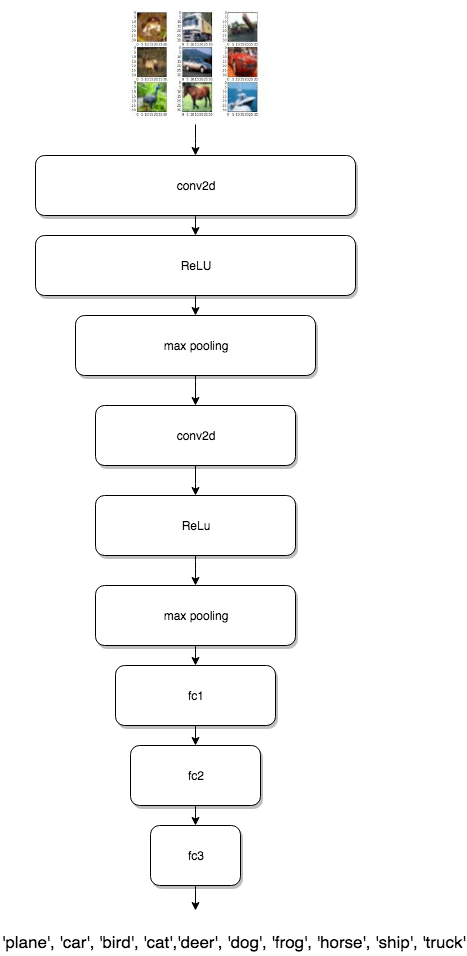 conv2d
ReLU
max pooling
conv2d
ReLu
max pooling
fc1
fc2
fc3
'plane', 'car', 'bird', 'cat','deer', 'dog', 'frog', 'horse', 'ship', 'truck'